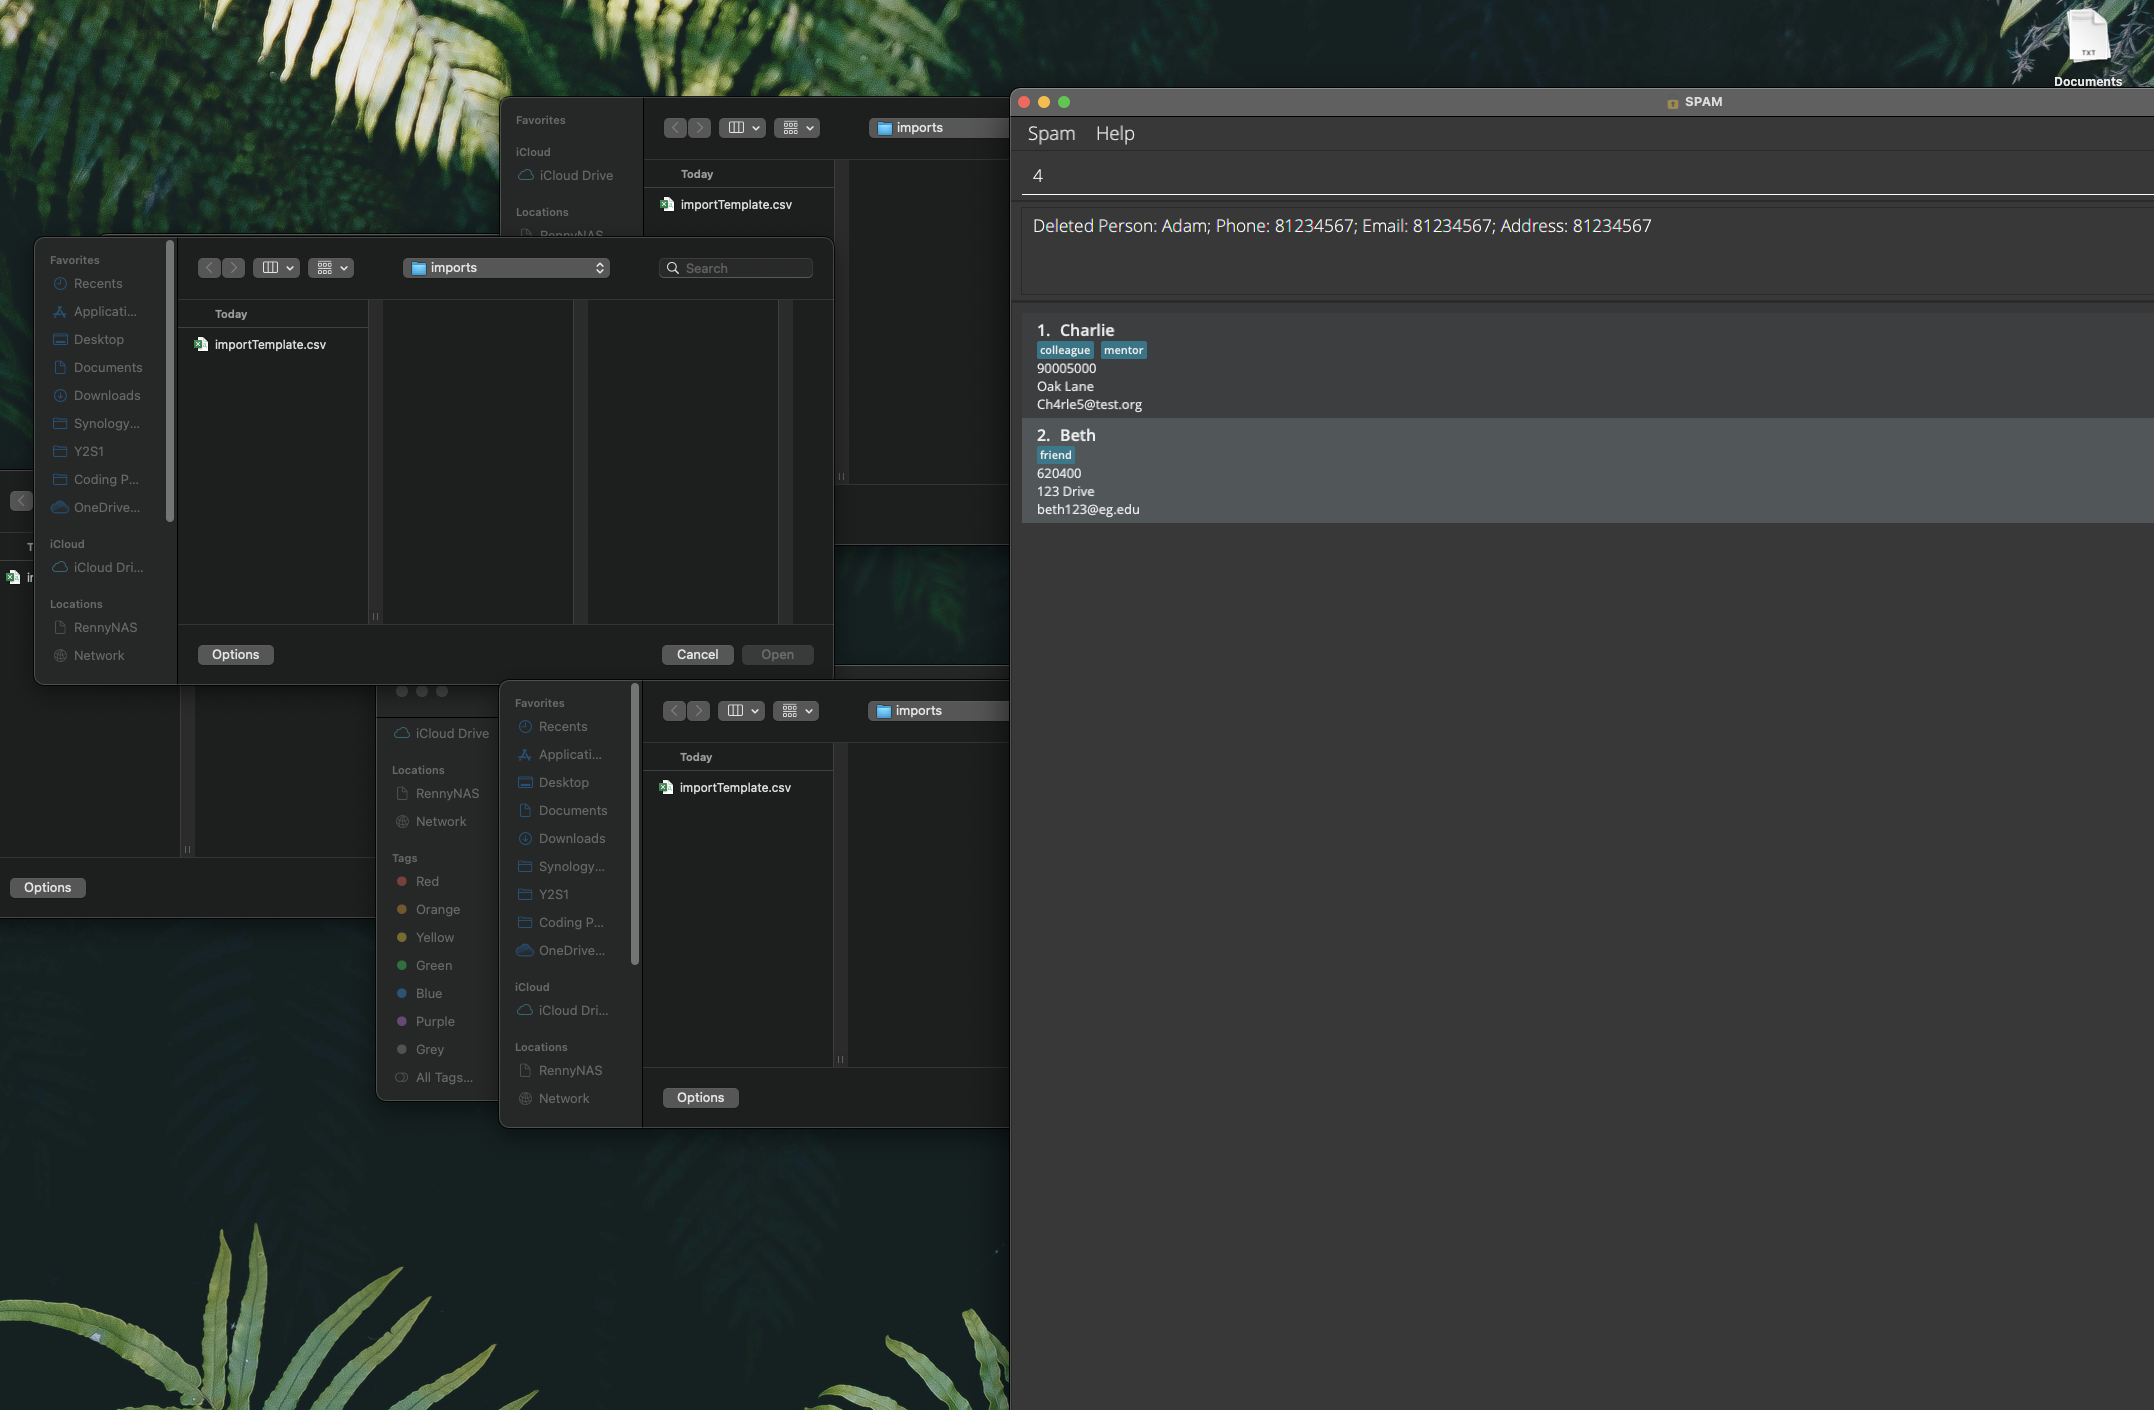 TXT
Documents
Favorites
iCloud
iCloud Drive
Locations
RennyNAS
imports
Today
importTemplate.csv
Favorites
Recents
Applicati...
Desktop
Documents
Downloads
Synology...
Y2S1
Coding P...
OneDrive...
iCloud
iCloud Dri...
Locations
RennyNAS
Network
imports
Search
Today
importTemplate.csv
Options
Cancel
Open
Options
iCloud Drive
Locations
RennyNAS
Network
Tags
Red
Orange
Yellow
Green
Blue
Purple
Grey
All Tags...
Favorites
Recents
Applicati...
Desktop
Documents
Downloads
Synology...
Y2S1
Coding P...
OneDrive...
iCloud
iCloud Dri...
Locations
RennyNAS
Network
imports
Today
importTemplate.csv
Options
SPAM
Spam Help
4
Deleted Person: Adam; Phone: 81234567; Email: 81234567; Address: 81234567
1. Charlie
colleague mentor
90005000
Oak Lane
Ch4rle5@test.org
2. Beth
friend
620400
123 Drive
beth123@eg.edu